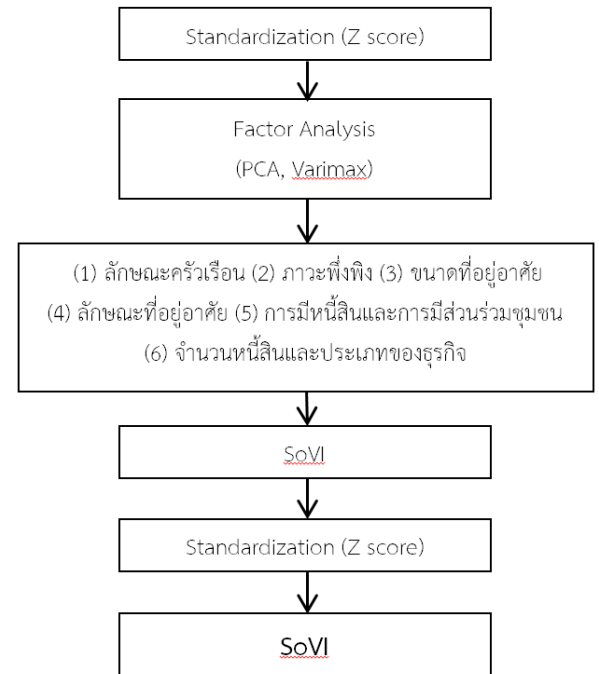 Standardization (Z score)
Factor Analysis
(PCA, Varimax)
(1) ลักษณะครัวเรือน (2) ภาวะพึ่งพิง (3) ขนาดที่อยู่อาศัย
(4) ลักษณะที่อยู่อาศัย (5) การมีหนี้สินและการมีส่วนร่วมชุมชน
(6) จำนวนหนี้สินและประเภทของธุรกิจ
SoVI
Standardization (Z score)
SoVI